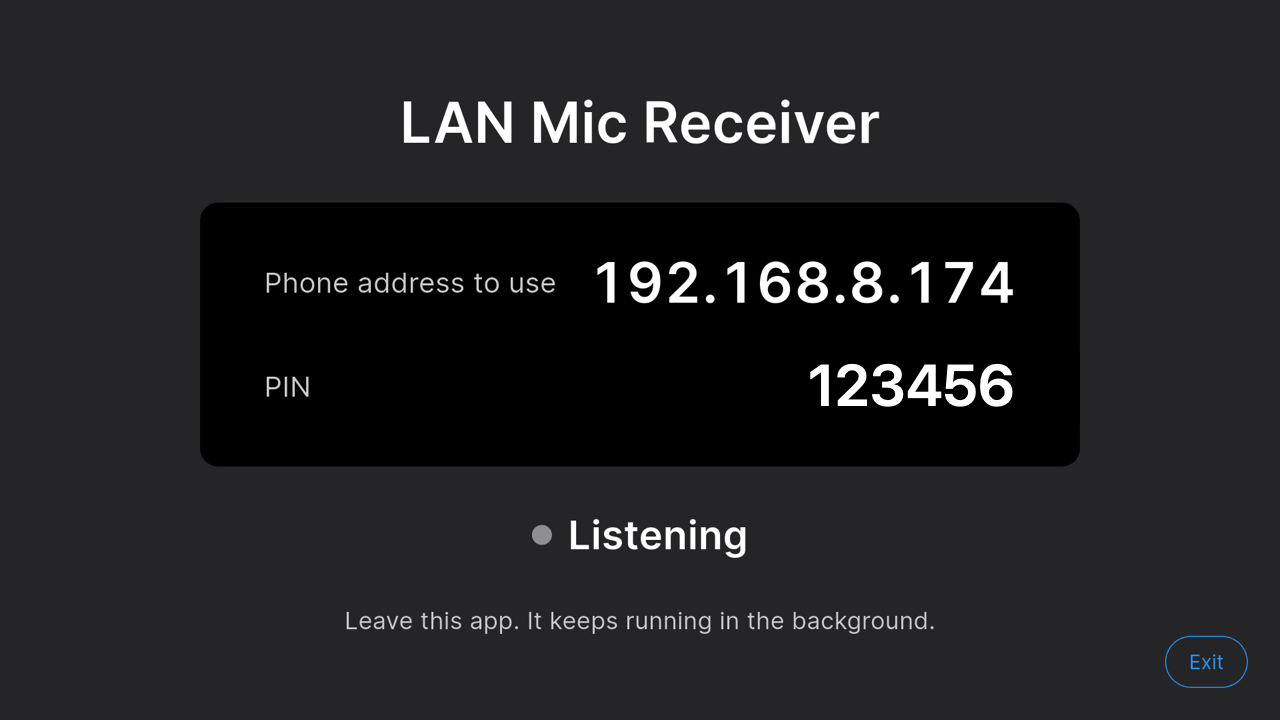 LAN Mic Receiver
Phone address to use 192.168.8.174
PIN 123456
Listening
Leave this app. It keeps running in the background.
Exit